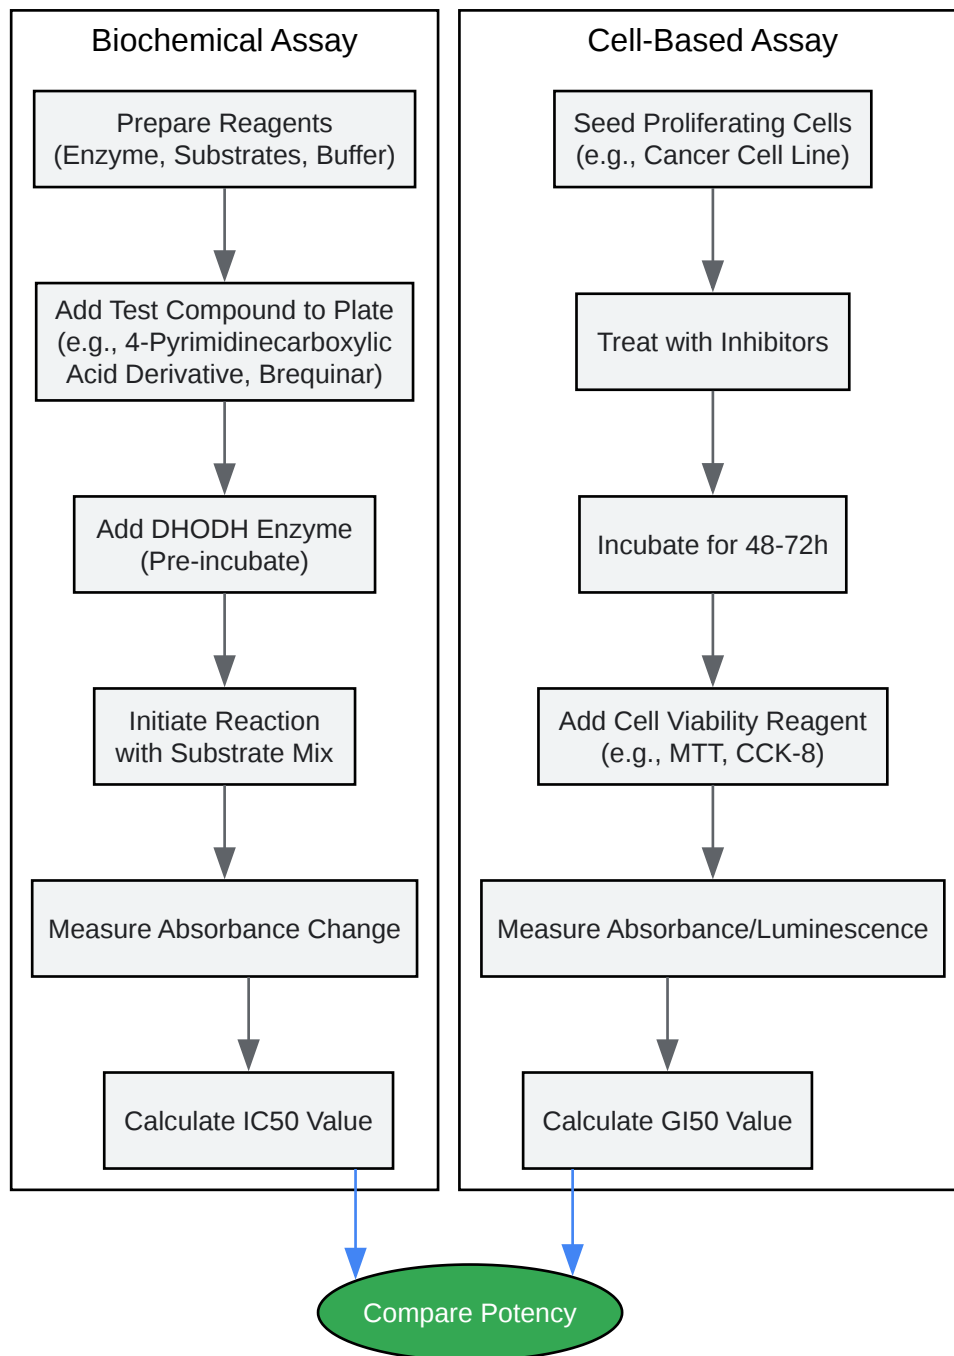 Biochemical Assay
Prepare Reagents
(Enzyme, Substrates, Buffer)
Add Test Compound to Plate
(e.g., 4-Pyrimidinecarboxylic
Acid Derivative, Brequinar)
Add DHODH Enzyme
(Pre-incubate)
Initiate Reaction
with Substrate Mix
Measure Absorbance Change
Calculate IC50 Value
Cell-Based Assay
Seed Proliferating Cells
(e.g., Cancer Cell Line)
Treat with Inhibitors
Incubate for 48-72h
Add Cell Viability Reagent
(e.g., MTT, CCK-8)
Measure Absorbance/Luminescence
Calculate GI50 Value
Compare Potency